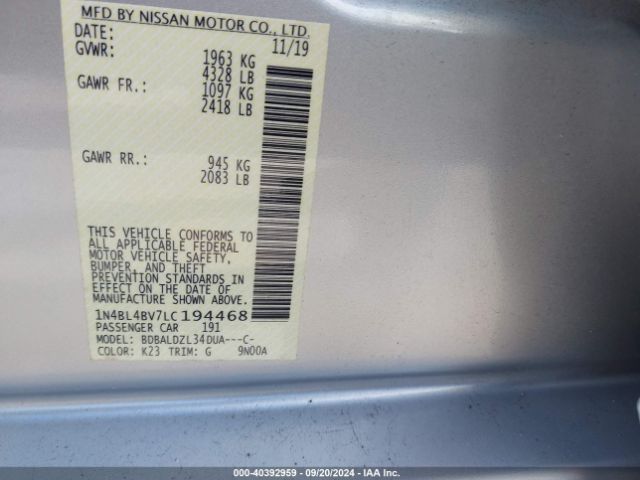 MFD BY NISSAN MOTOR CO., LTD.
DATE: 11/19
GVWR: 1963 KG
4328 LB
GAWR FR.: 1097 KG
2418 LB
GAWR RR.: 945 KG
2083 LB
THIS VEHICLE CONFORMS TO
ALL APPLICABLE FEDERAL
MOTOR VEHICLE SAFETY,
BUMPER, AND THEFT
PREVENTION STANDARDS IN
EFFECT ON THE DATE OF
MANUFACTURE SHOWN ABOVE.
1N4BL4BV7LC194468
PASSENGER CAR 191
MODEL: BDBALDZL34DUA---C-
COLOR: K23 TRIM: G 9N00A
000-40392959 - 09/20/2024 - IAA Inc.